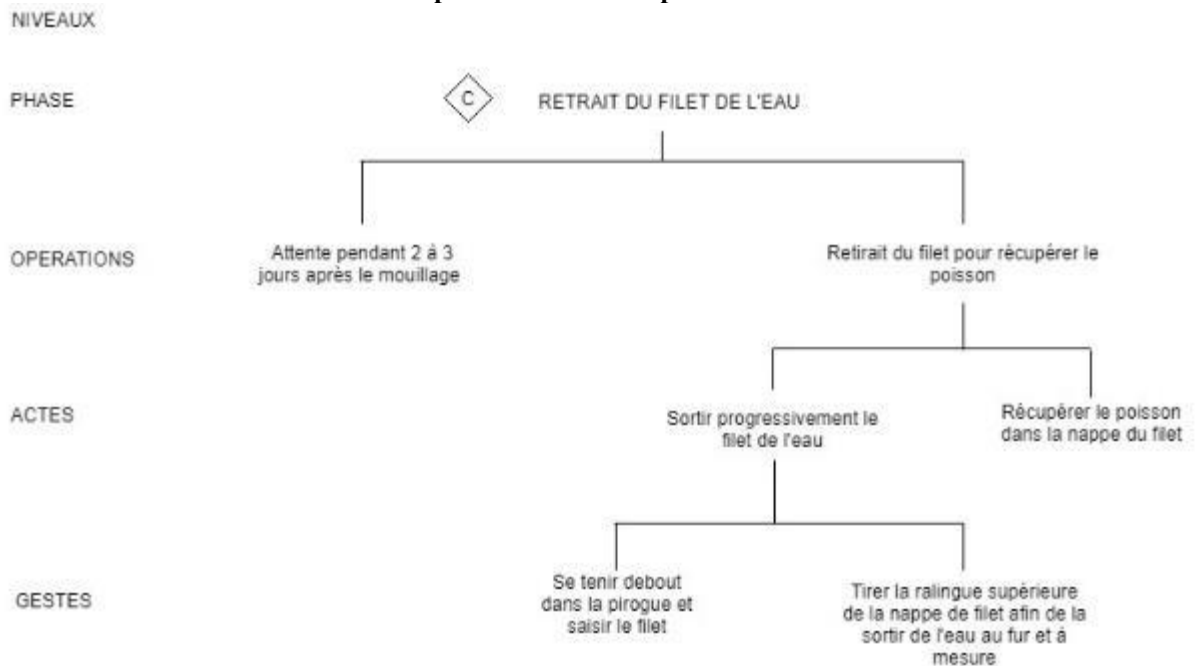 NIVEAUX
PHASE
C
RETRAIT DU FILET DE L'EAU
OPERATIONS
Attente pendant 2 à 3
jours après le mouillage
Retirait du filet pour récupérer le
poisson
ACTES
Sortir progressivement le
filet de l'eau
Récupérer le poisson
dans la nappe du filet
GESTES
Se tenir debout
dans la pirogue et
saisir le filet
Tirer la ralingue supérieure
de la nappe de filet afin de la
sortir de l'eau au fur et à
mesure